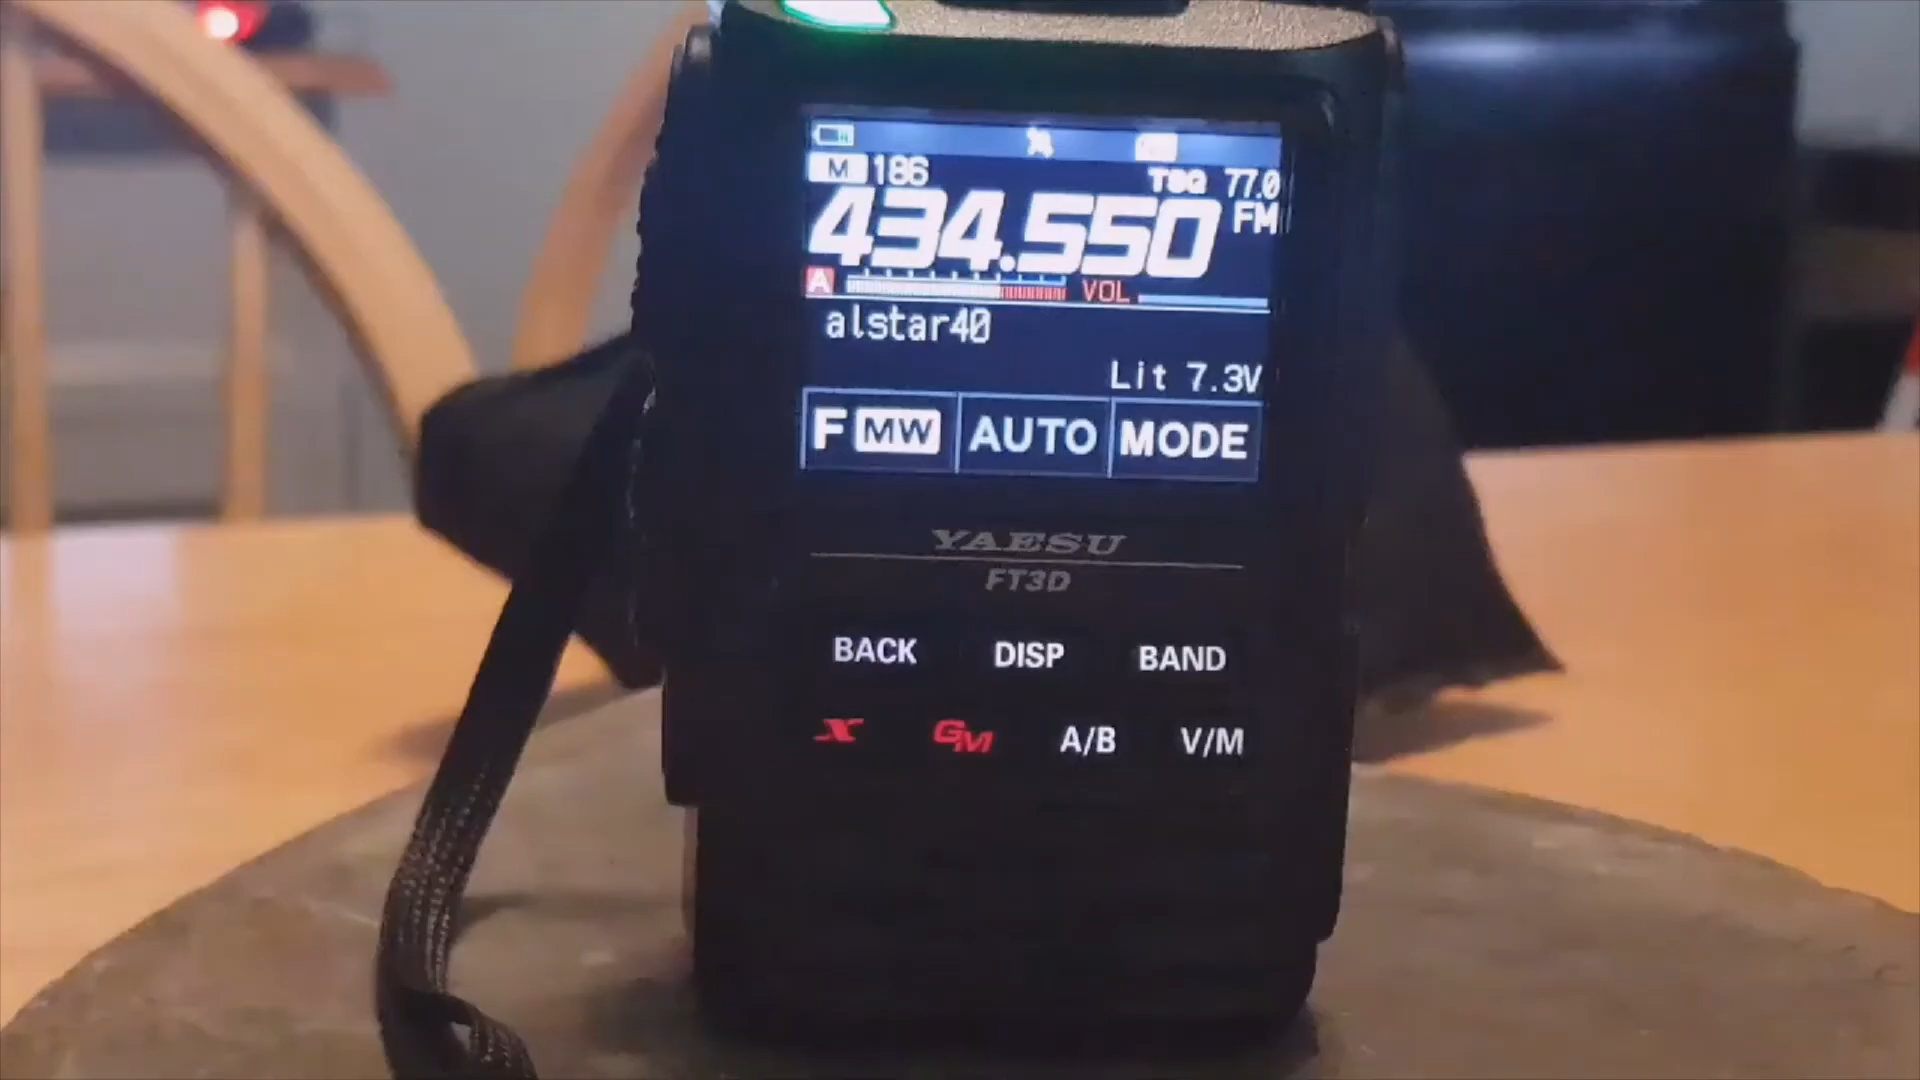 M 186 TSQ 77.0
434.550 FM
A VOL
alstar40
Lit 7.3V
F MW AUTO MODE
YAESU
FT3D
BACK DISP BAND
X GM A/B V/M